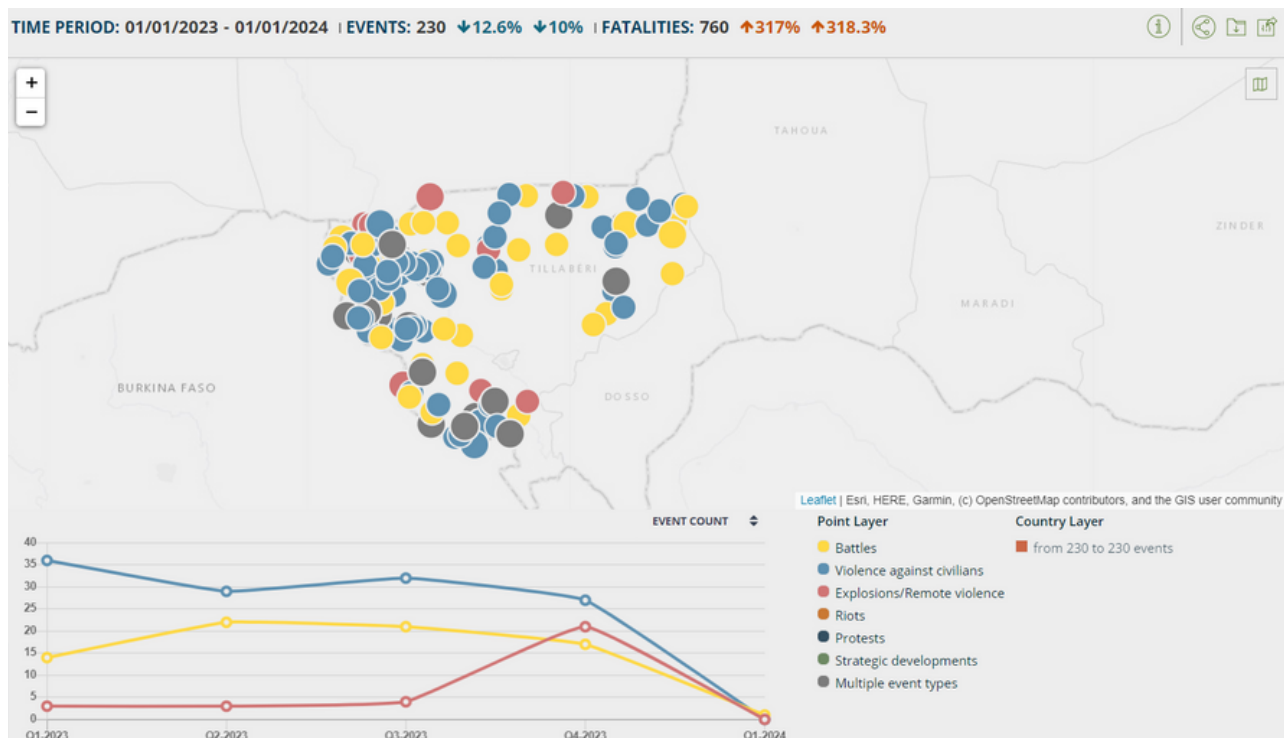 TIME PERIOD: 01/01/2023 - 01/01/2024 | EVENTS: 230 ↓12.6% ↓10% | FATALITIES: 760 ↑317% ↑318.3%
+
−
TAHOUA
ZINDER
TILLABÉRI
MARADI
BURKINA FASO
DOSSO
Leaflet | Esri, HERE, Garmin, (c) OpenStreetMap contributors, and the GIS user community
EVENT COUNT
Point Layer
Battles
Violence against civilians
Explosions/Remote violence
Riots
Protests
Strategic developments
Multiple event types
Country Layer
from 230 to 230 events
40
35
30
25
20
15
10
5
0
Q1-2023 Q2-2023 Q3-2023 Q4-2023 Q1-2024